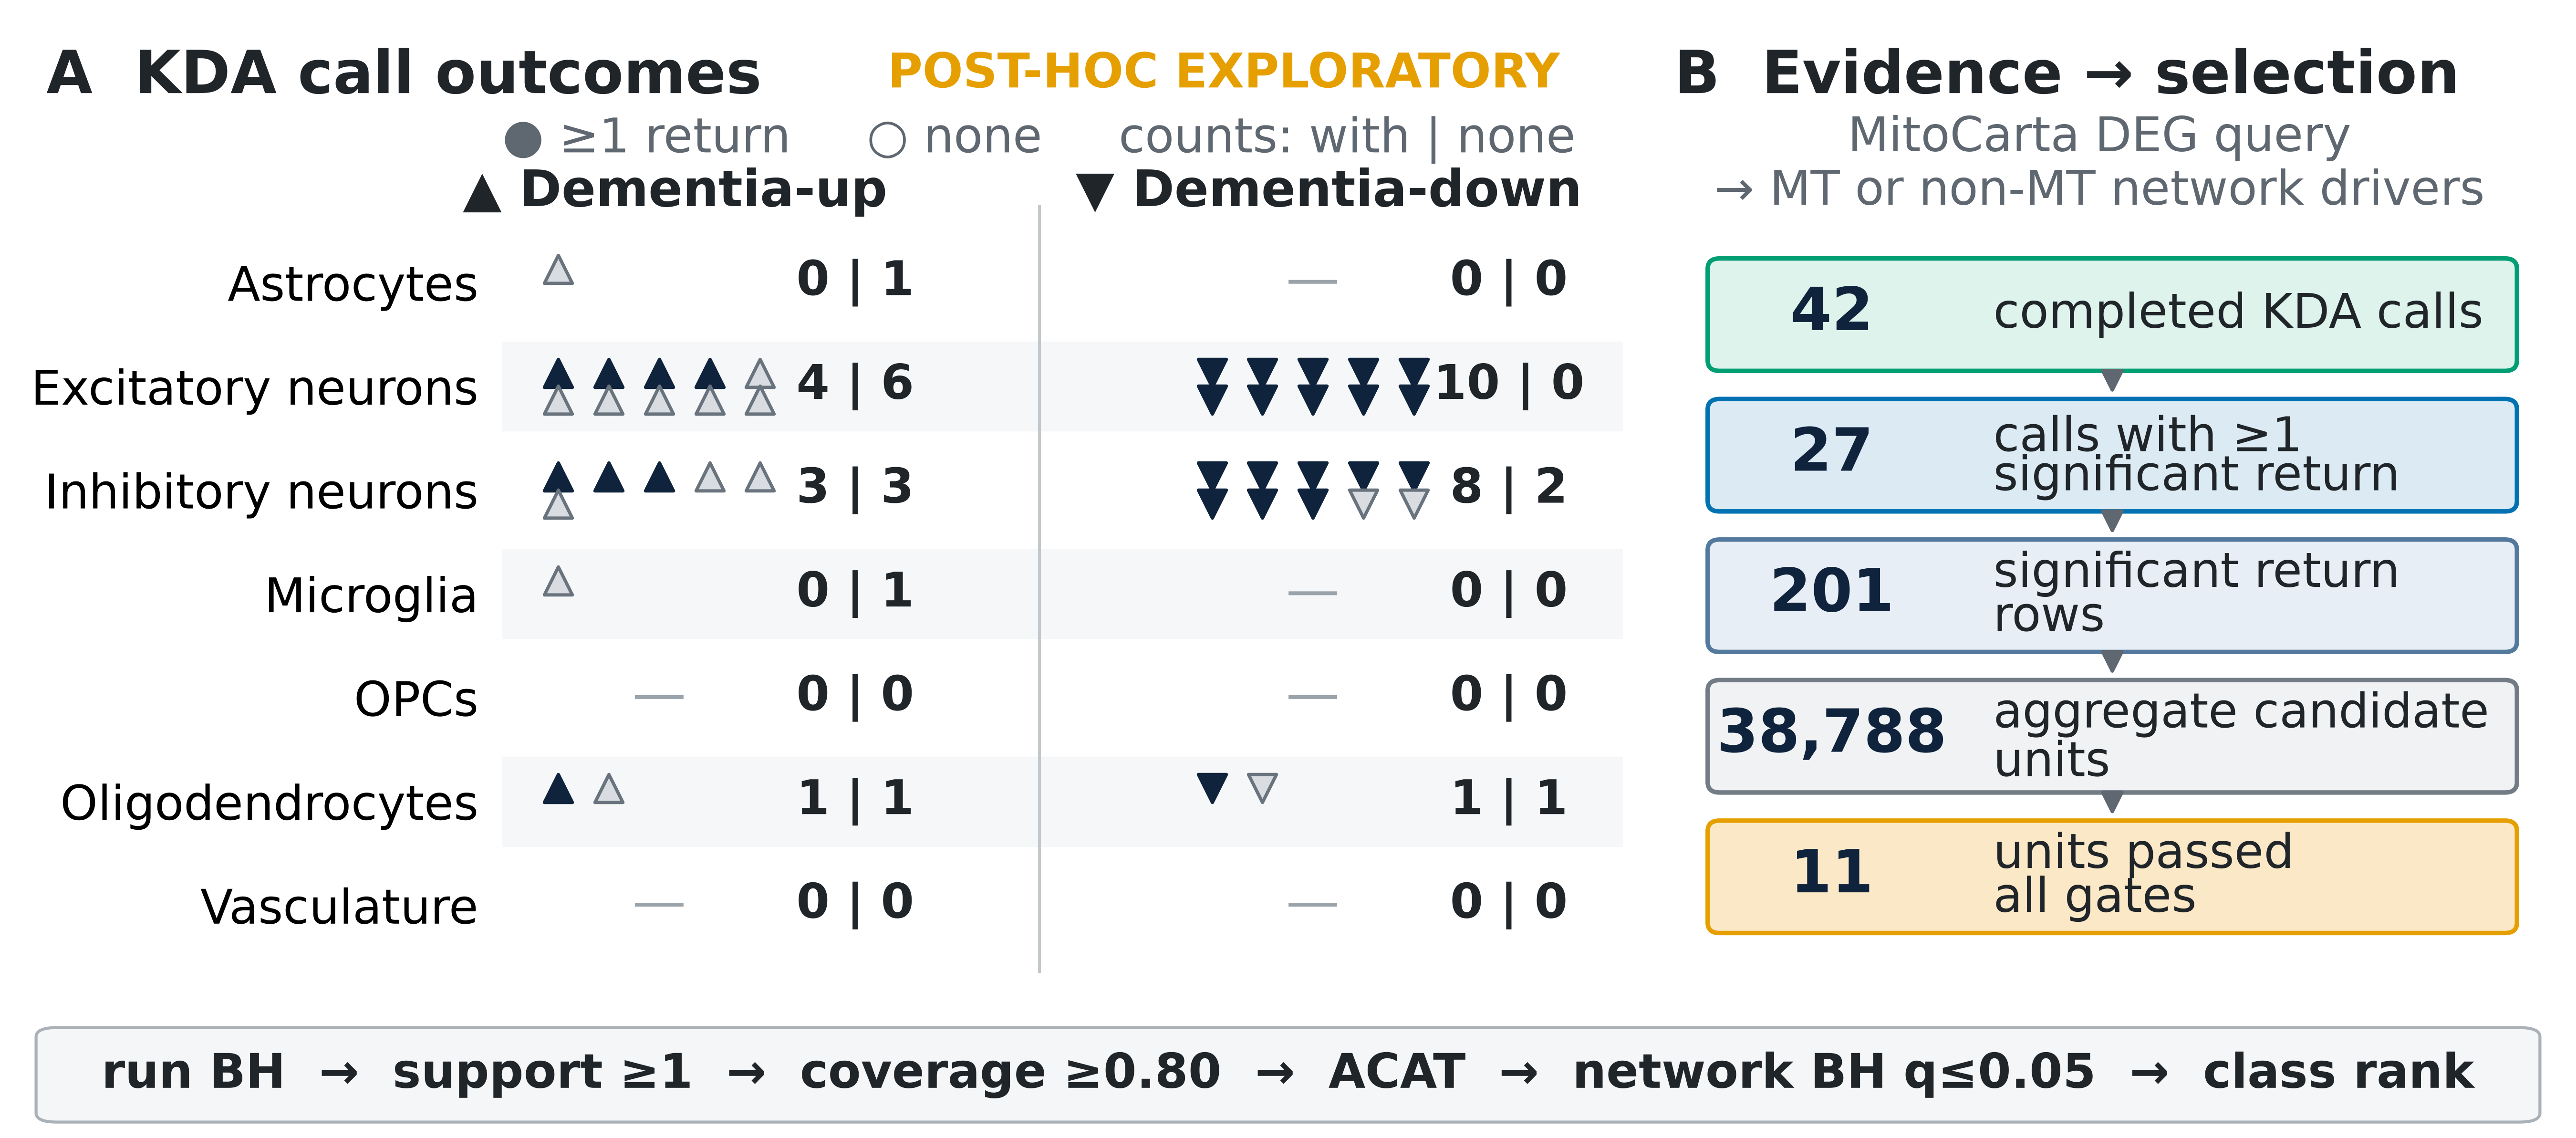 A KDA call outcomes
POST-HOC EXPLORATORY
● ≥1 return ○ none counts: with | none
▲ Dementia-up ▼ Dementia-down
Astrocytes 0 | 1 — 0 | 0
Excitatory neurons 4 | 6 10 | 0
Inhibitory neurons 3 | 3 8 | 2
Microglia 0 | 1 — 0 | 0
OPCs — 0 | 0 — 0 | 0
Oligodendrocytes 1 | 1 1 | 1
Vasculature — 0 | 0 — 0 | 0
B Evidence → selection
MitoCarta DEG query
→ MT or non-MT network drivers
42 completed KDA calls
27 calls with ≥1
significant return
201 significant return
rows
38,788 aggregate candidate
units
11 units passed
all gates
run BH → support ≥1 → coverage ≥0.80 → ACAT → network BH q≤0.05 → class rank